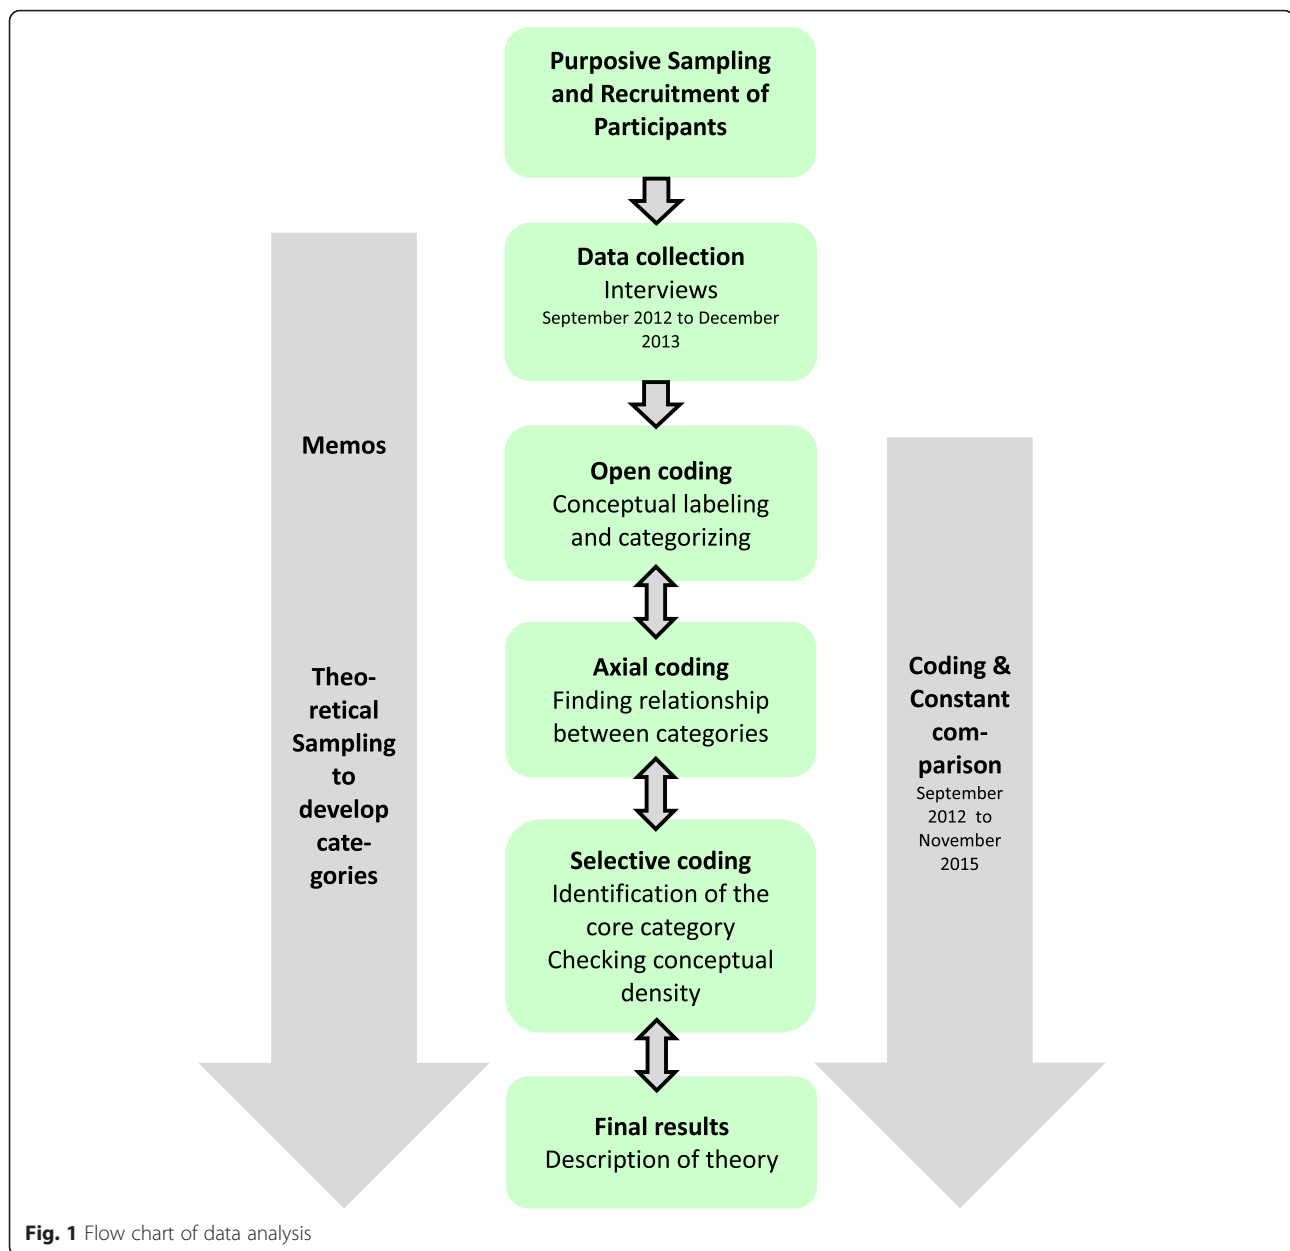 Purposive Sampling
and Recruitment of
Participants
Data collection
Interviews
September 2012 to December
2013
Memos
Open coding
Conceptual labeling
and categorizing
Theo-
retical
Sampling
to
develop
cate-
gories
Axial coding
Finding relationship
between categories
Coding &
Constant
com-
parison
September
2012 to
November
2015
Selective coding
Identification of the
core category
Checking conceptual
density
Final results
Description of theory
Fig. 1 Flow chart of data analysis